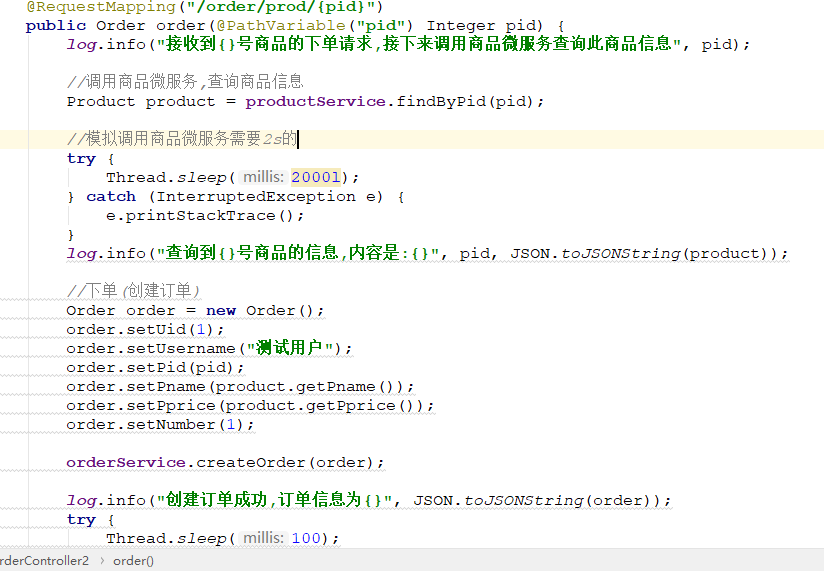 @RequestMapping("/order/prod/{pid}")
public Order order(@PathVariable("pid") Integer pid) {
log.info("接收到{}号商品的下单请求,接下来调用商品微服务查询此商品信息", pid);
//调用商品微服务,查询商品信息
Product product = productService.findByPid(pid);
//模拟调用商品微服务需要2s的
try {
Thread.sleep( millis: 2000l);
} catch (InterruptedException e) {
e.printStackTrace();
}
log.info("查询到{}号商品的信息,内容是:{}", pid, JSON.toJSONString(product));
//下单(创建订单)
Order order = new Order();
order.setUid(1);
order.setUsername("测试用户");
order.setPid(pid);
order.setPname(product.getPname());
order.setPprice(product.getPprice());
order.setNumber(1);
orderService.createOrder(order);
log.info("创建订单成功,订单信息为{}", JSON.toJSONString(order));
try {
Thread.sleep( millis: 100);
rderController2 › order()